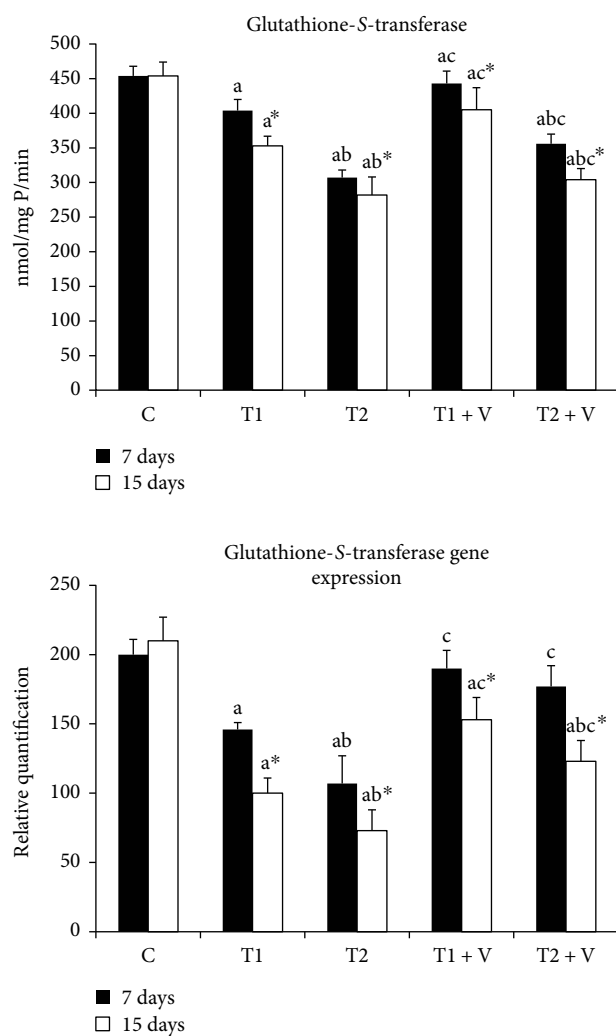 Glutathione-S-transferase
500
450
400
350
300
250
200
150
100
50
0
nmol/mg P/min
a
a*
ab
ab*
ac
ac*
abc
abc*
C
T1
T2
T1 + V
T2 + V
7 days
15 days
Glutathione-S-transferase gene
expression
250
200
150
100
50
0
Relative quantification
a
a*
ab
ab*
c
ac*
c
abc*
C
T1
T2
T1 + V
T2 + V
7 days
15 days